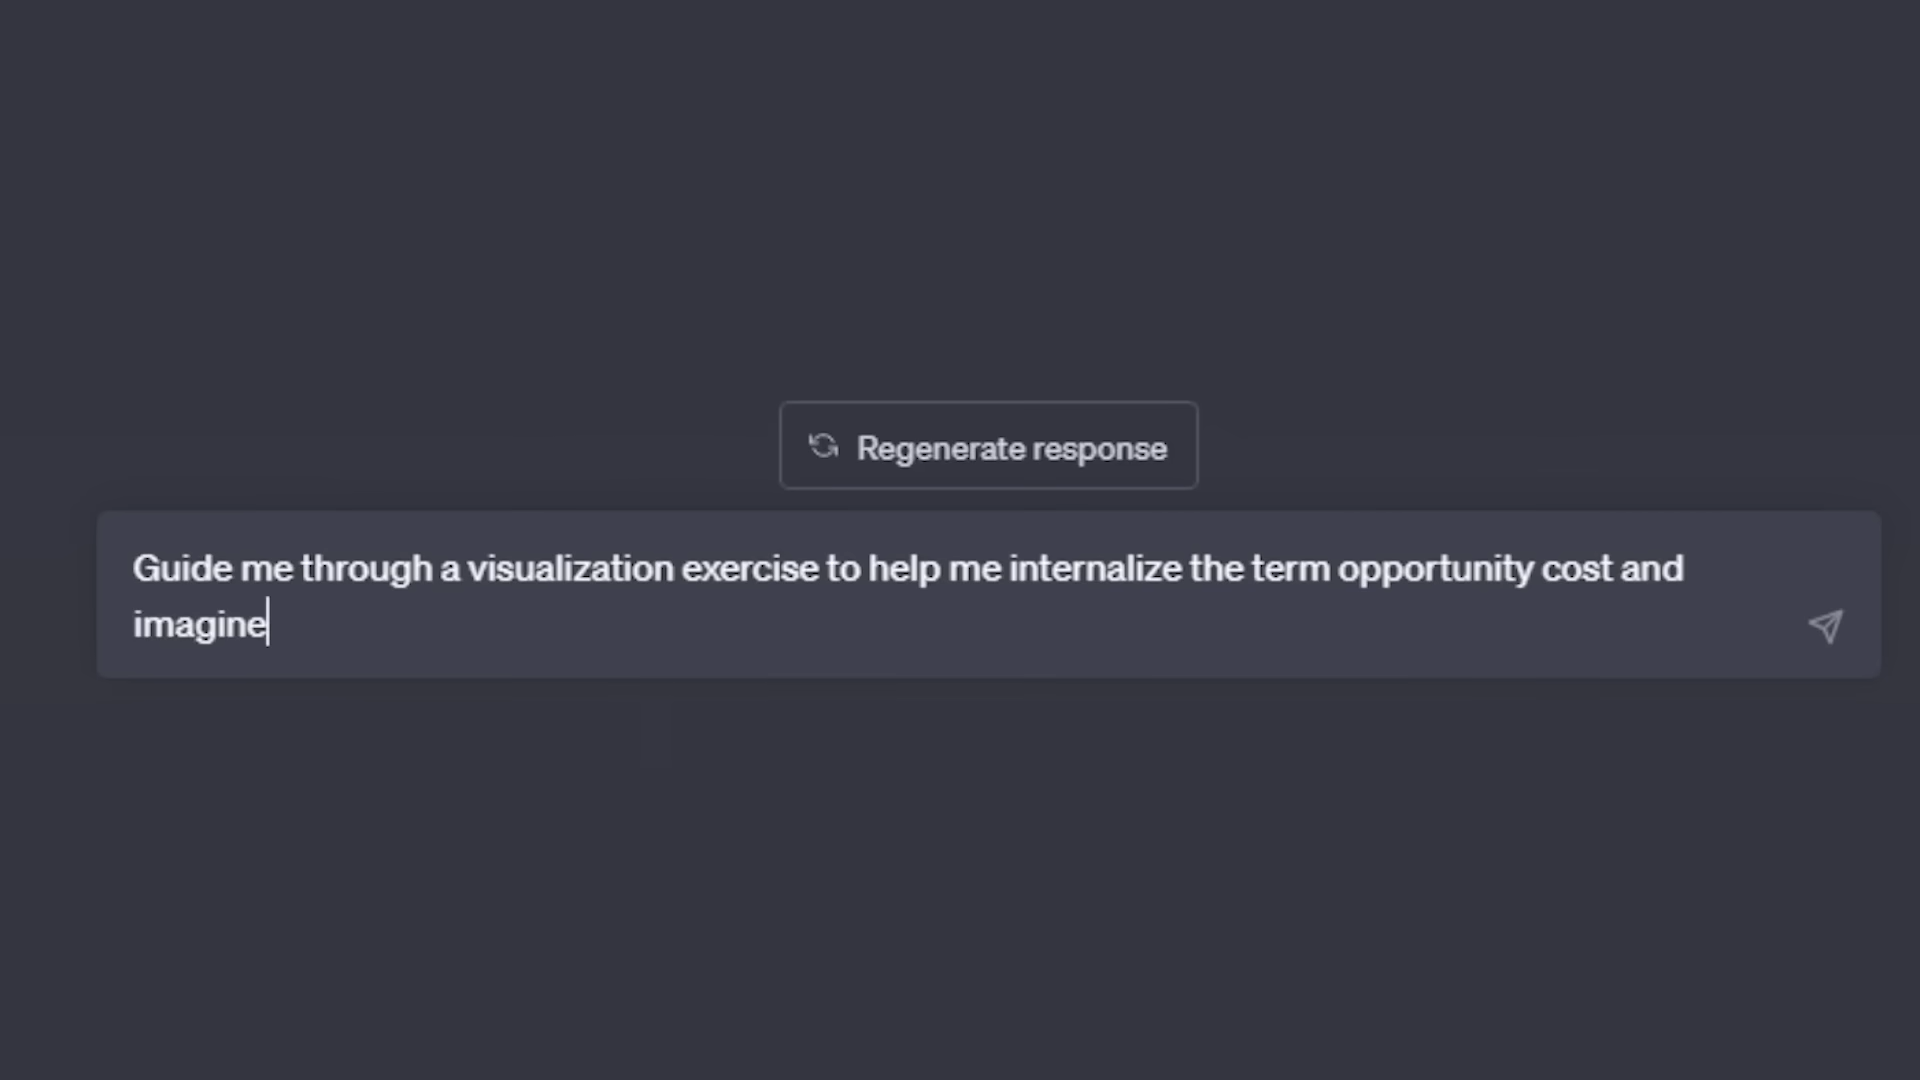 Regenerate response
Guide me through a visualization exercise to help me internalize the term opportunity cost and
imagine